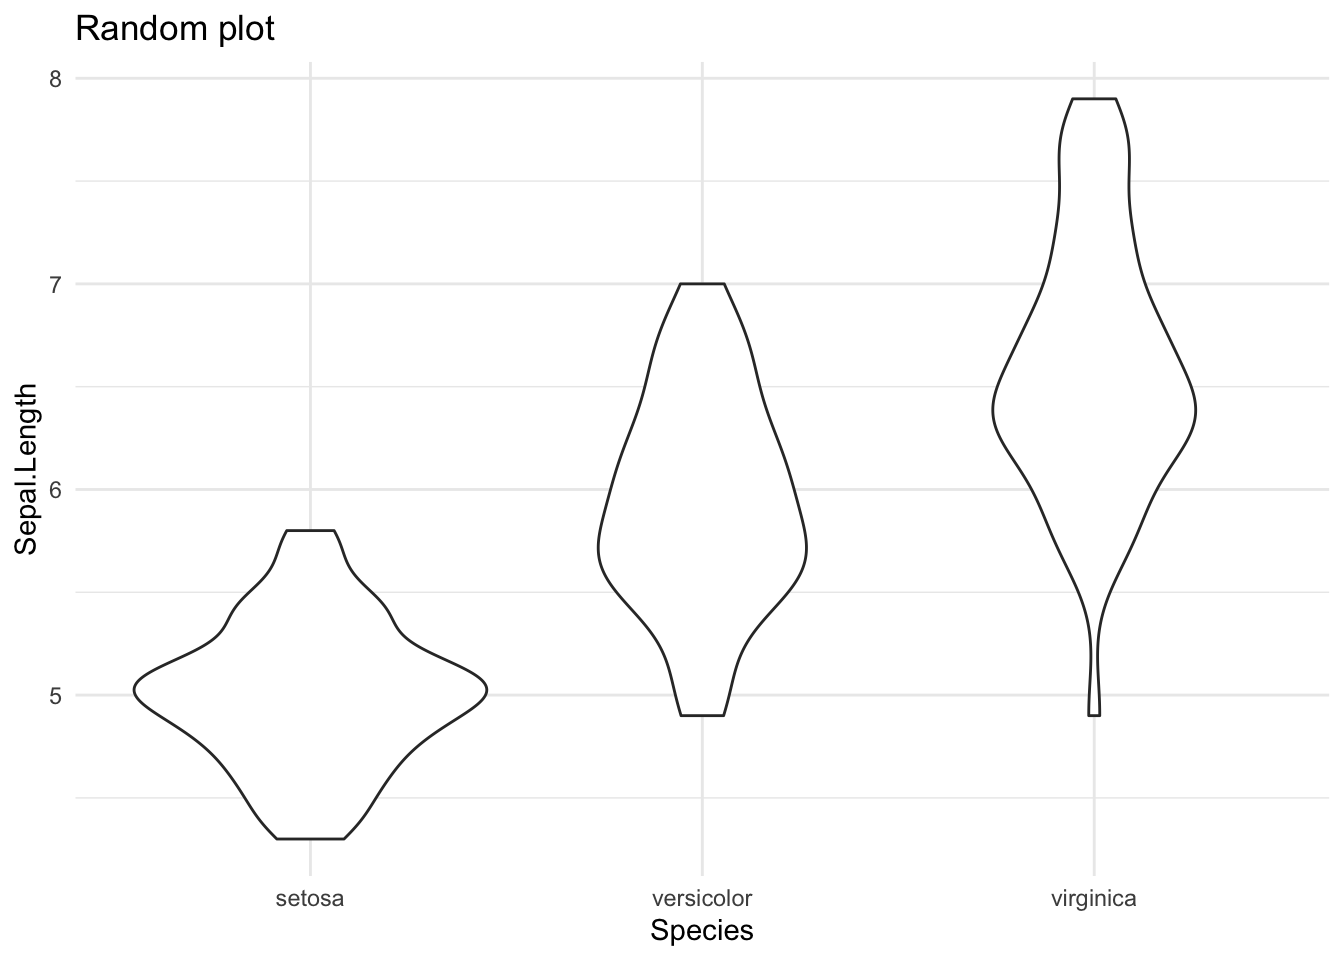 Random plot
8
7
6
5
Sepal.Length
setosa versicolor virginica
Species